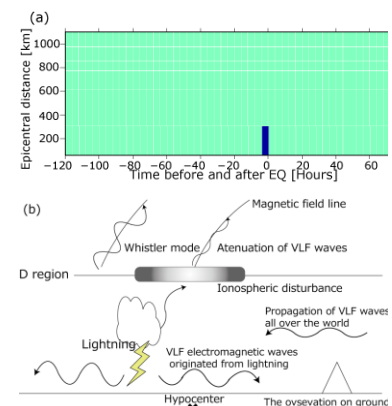 (a)
Epicentral distance [km]
1000
800
600
400
200
−120 −100 −80 −60 −40 −20 0 20 40 60
Time before and after EQ [Hours]
(b)
Magnetic field line
Whistler mode Atenuation of VLF waves
D region
Ionospheric disturbance
Propagation of VLF waves
all over the world
Lightning
VLF electromagnetic waves
originated from lightning
Hypocenter
The ovsevation on ground